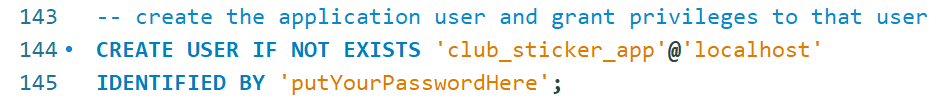 143 -- create the application user and grant privileges to that user
144 • CREATE USER IF NOT EXISTS 'club_sticker_app'@'localhost'
145 IDENTIFIED BY 'putYourPasswordHere';